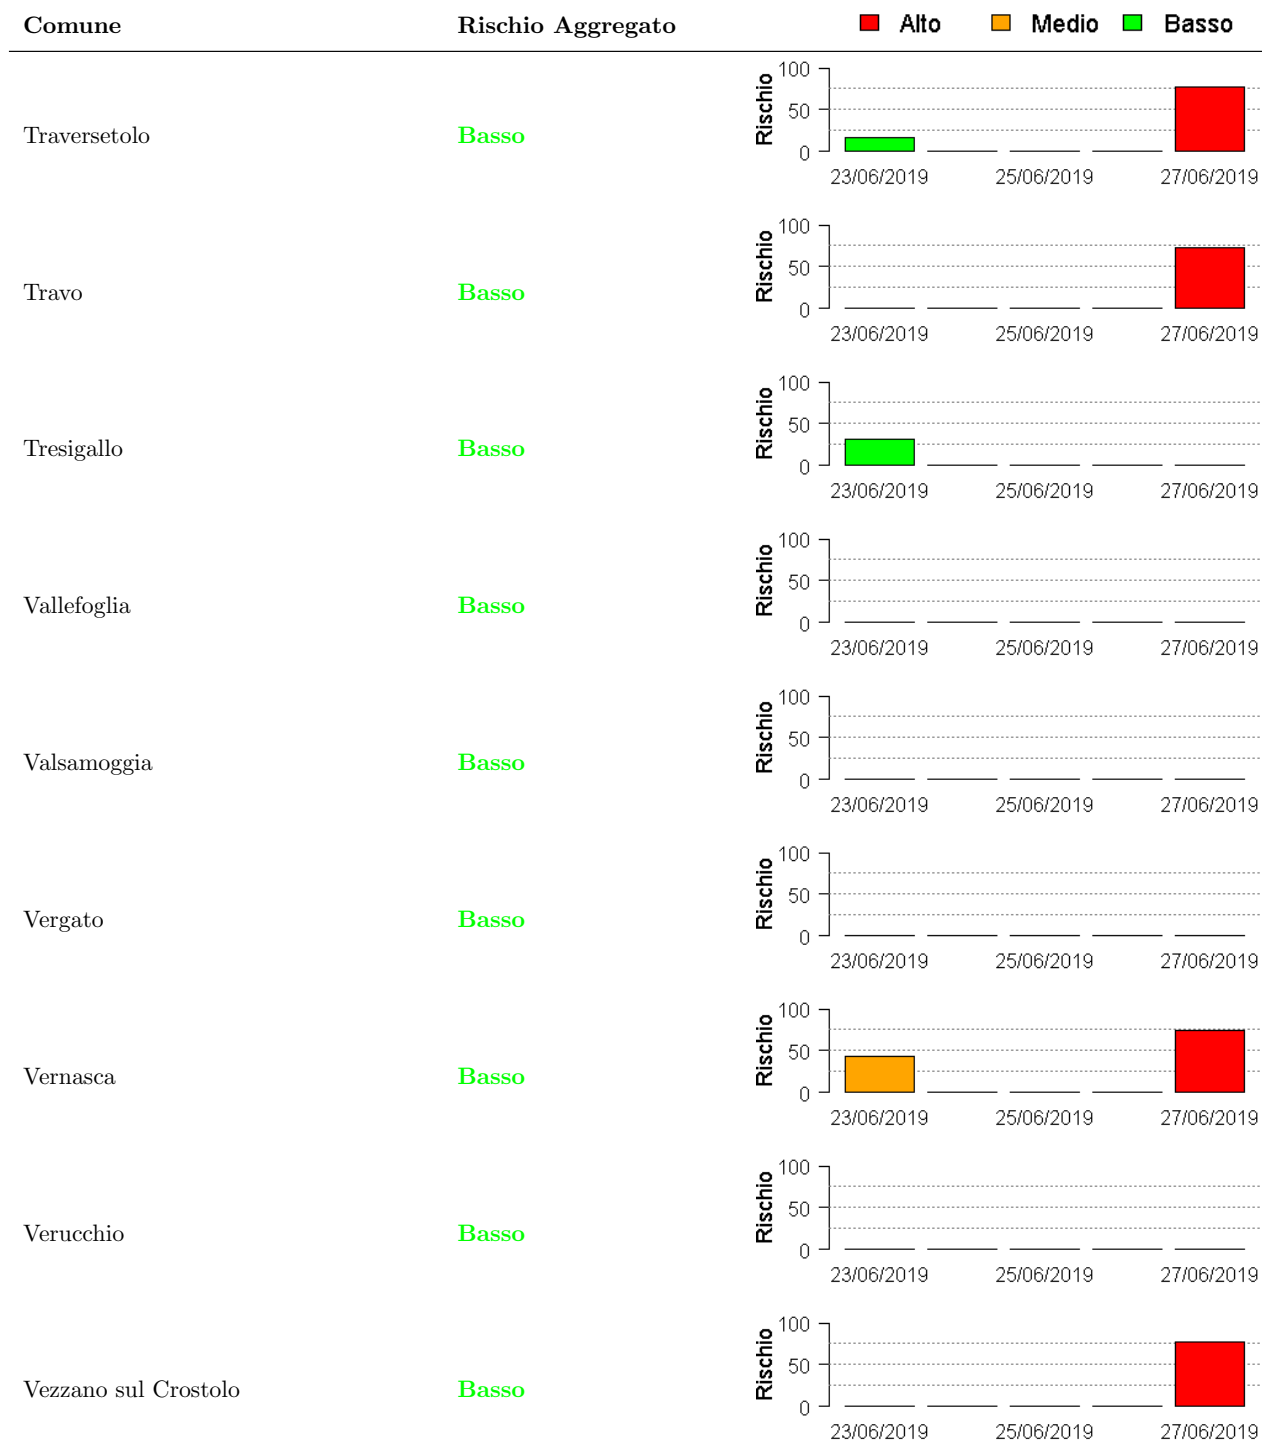 Comune Rischio Aggregato Alto Medio Basso
Traversetolo Basso
Rischio
100
50
0
23/06/2019 25/06/2019 27/06/2019
Travo Basso
Rischio
100
50
0
23/06/2019 25/06/2019 27/06/2019
Tresigallo Basso
Rischio
100
50
0
23/06/2019 25/06/2019 27/06/2019
Vallefoglia Basso
Rischio
100
50
0
23/06/2019 25/06/2019 27/06/2019
Valsamoggia Basso
Rischio
100
50
0
23/06/2019 25/06/2019 27/06/2019
Vergato Basso
Rischio
100
50
0
23/06/2019 25/06/2019 27/06/2019
Vernasca Basso
Rischio
100
50
0
23/06/2019 25/06/2019 27/06/2019
Verucchio Basso
Rischio
100
50
0
23/06/2019 25/06/2019 27/06/2019
Vezzano sul Crostolo Basso
Rischio
100
50
0
23/06/2019 25/06/2019 27/06/2019